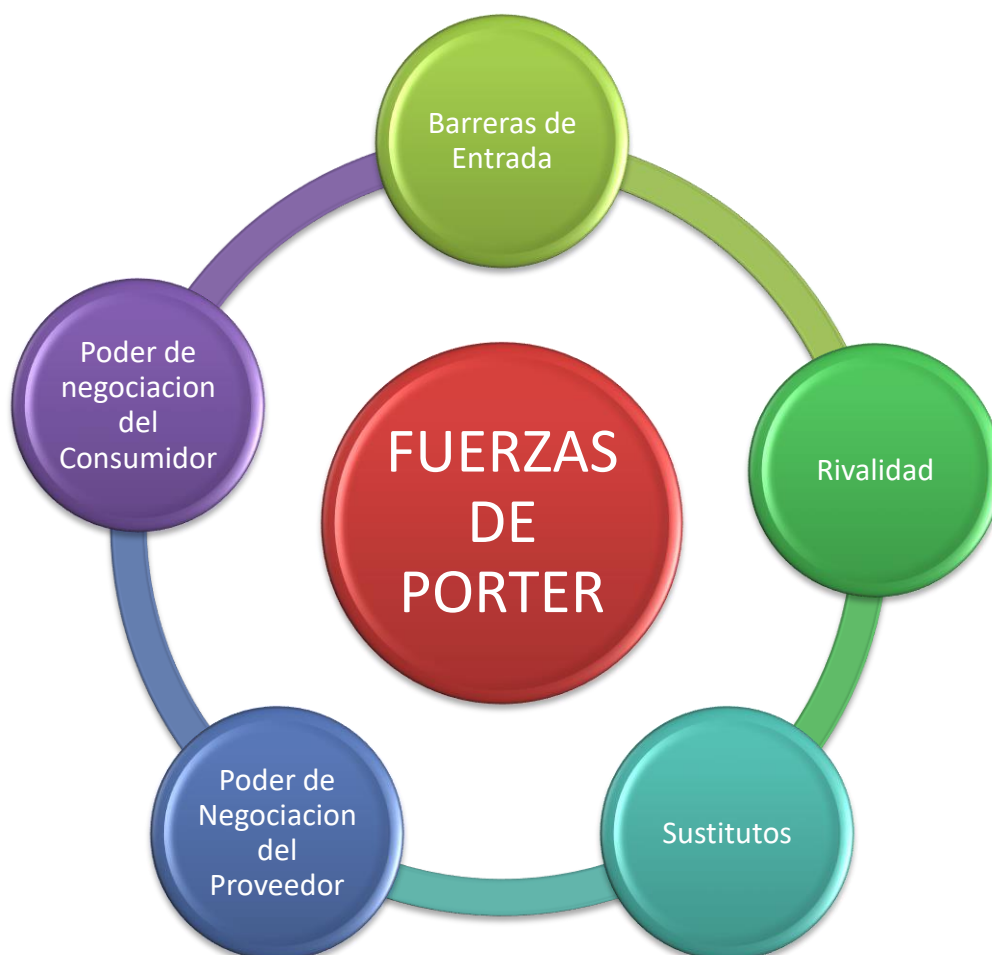 Barreras de
Entrada
Rivalidad
Sustitutos
Poder de
Negociacion
del
Proveedor
Poder de
negociacion
del
Consumidor
FUERZAS
DE
PORTER